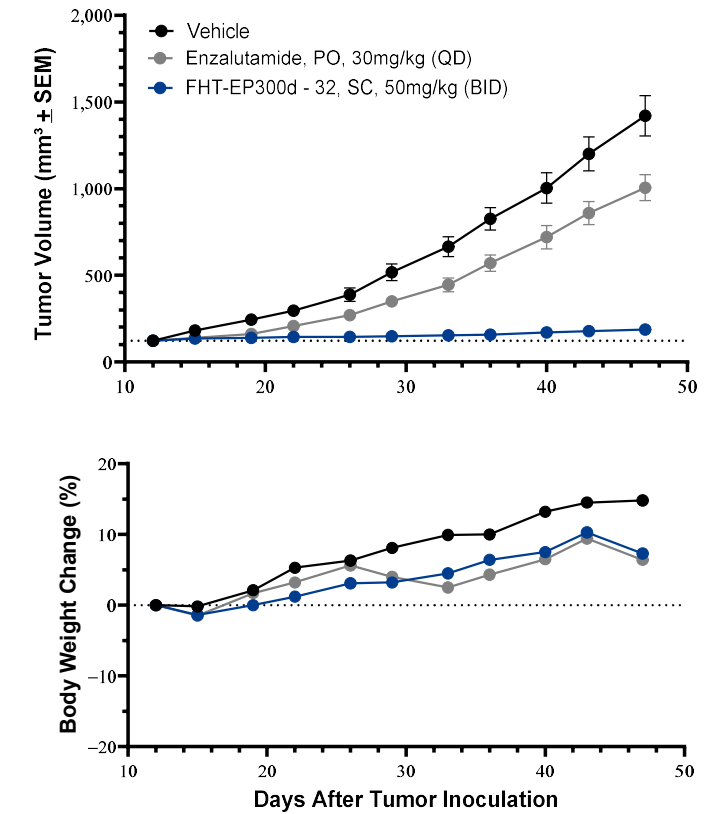 Tumor Volume (mm³ ± SEM)
2,000
1,500
1,000
500
0
Vehicle
Enzalutamide, PO, 30mg/kg (QD)
FHT-EP300d - 32, SC, 50mg/kg (BID)
10 20 30 40 50
Body Weight Change (%)
20
10
0
−10
−20
10 20 30 40 50
Days After Tumor Inoculation